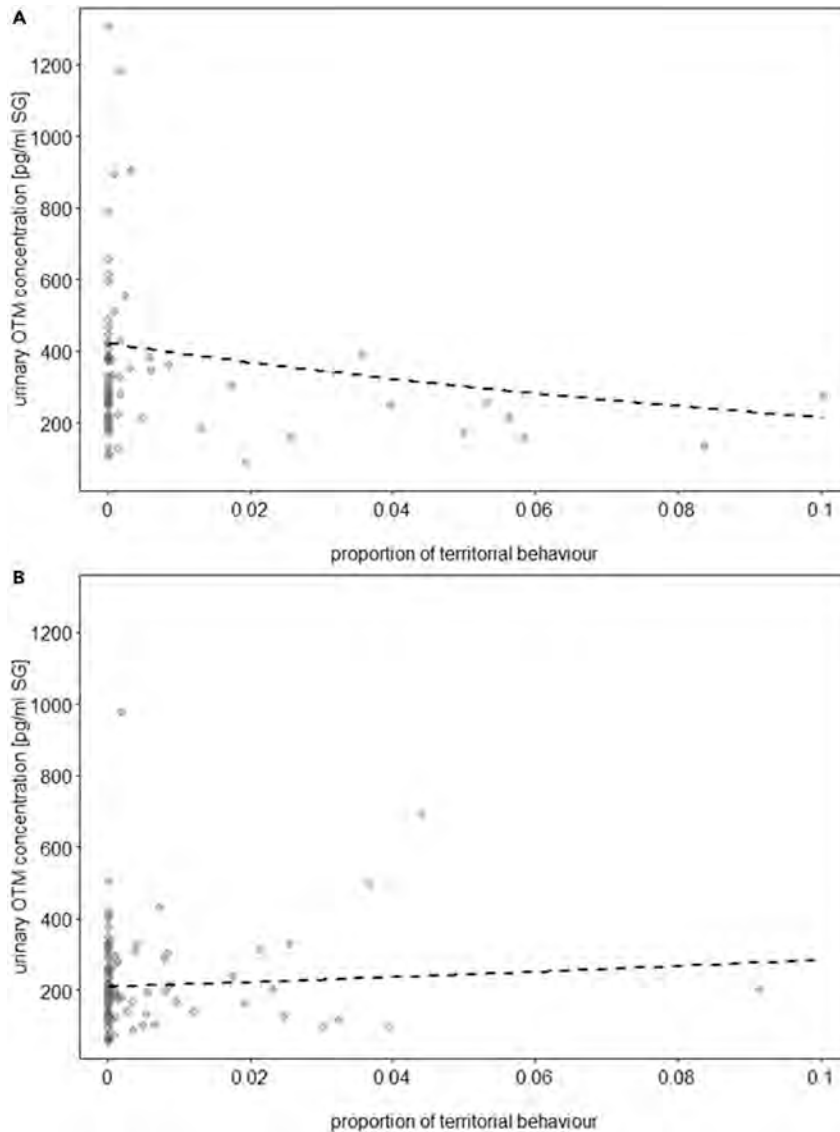 A
urinary OTM concentration [pg/ml SG]
1200
1000
800
600
400
200
0 0.02 0.04 0.06 0.08 0.1
proportion of territorial behaviour
B
urinary OTM concentration [pg/ml SG]
1200
1000
800
600
400
200
0 0.02 0.04 0.06 0.08 0.1
proportion of territorial behaviour